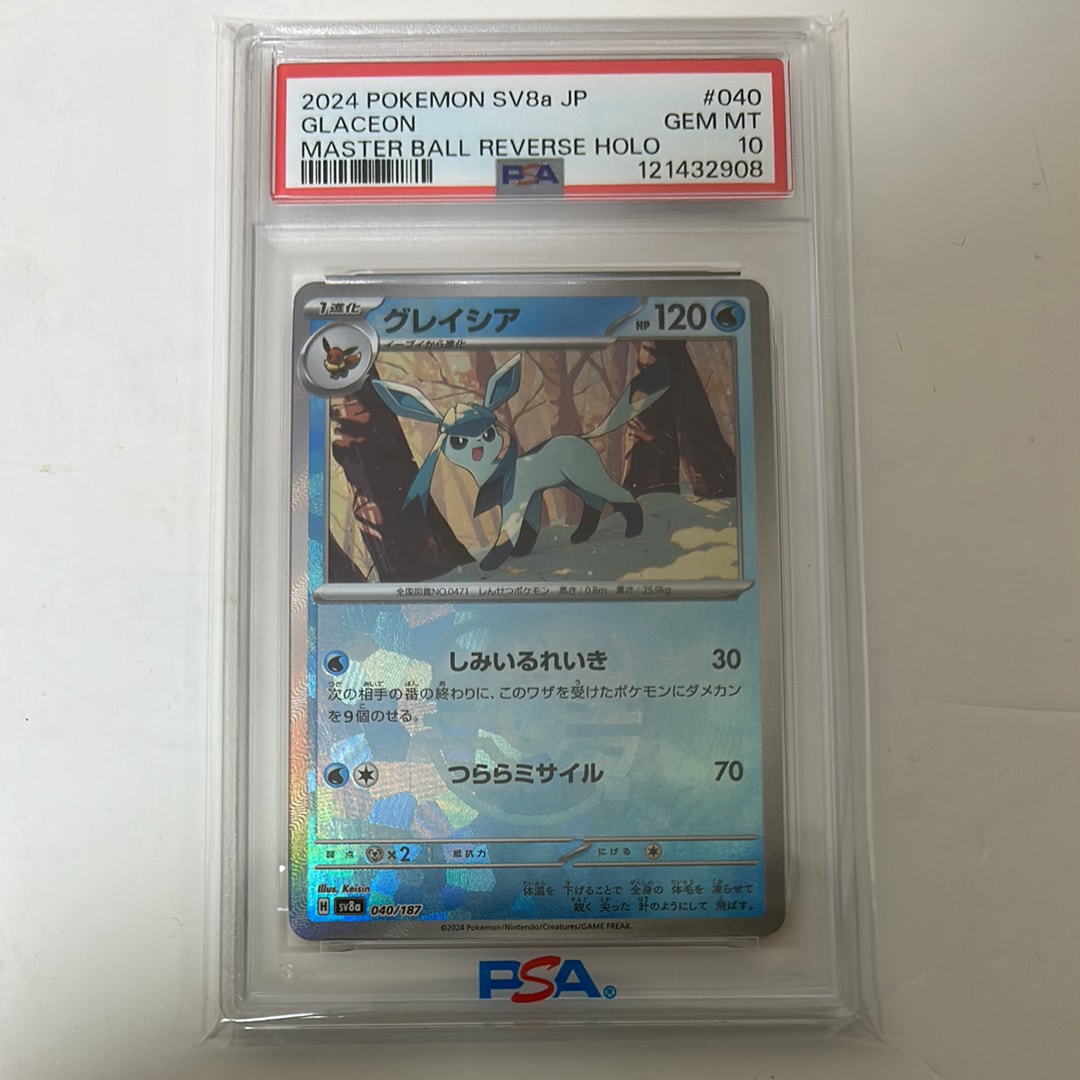 2024 POKEMON SV8a JP #040
GLACEON GEM MT
MASTER BALL REVERSE HOLO 10
PSA 121432908
1進化 グレイシア HP 120
イーブイから進化
全国図鑑NO.0471 しんせつポケモン 高さ:0.8m 重さ:25.9kg
しみいるれいき 30
次の相手の番の終わりに、このワザを受けたポケモンにダメカン
を9個のせる。
つららミサイル 70
弱点 ×2 抵抗力 にげる
Illus. Keisin
体温を下げることで全身の体毛を凍らせて
鋭く尖った針のようにして飛ばす。
H sv8a 040/187
©2024 Pokémon/Nintendo/Creatures/GAME FREAK.
PSA®